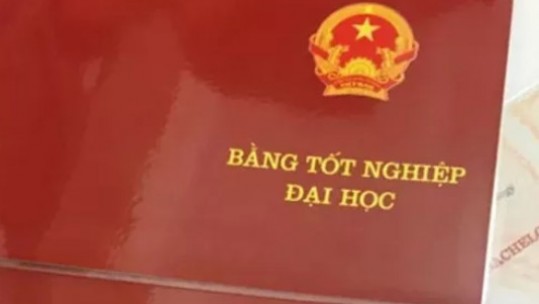 BẰNG TỐT NGHIỆP
ĐẠI HỌC